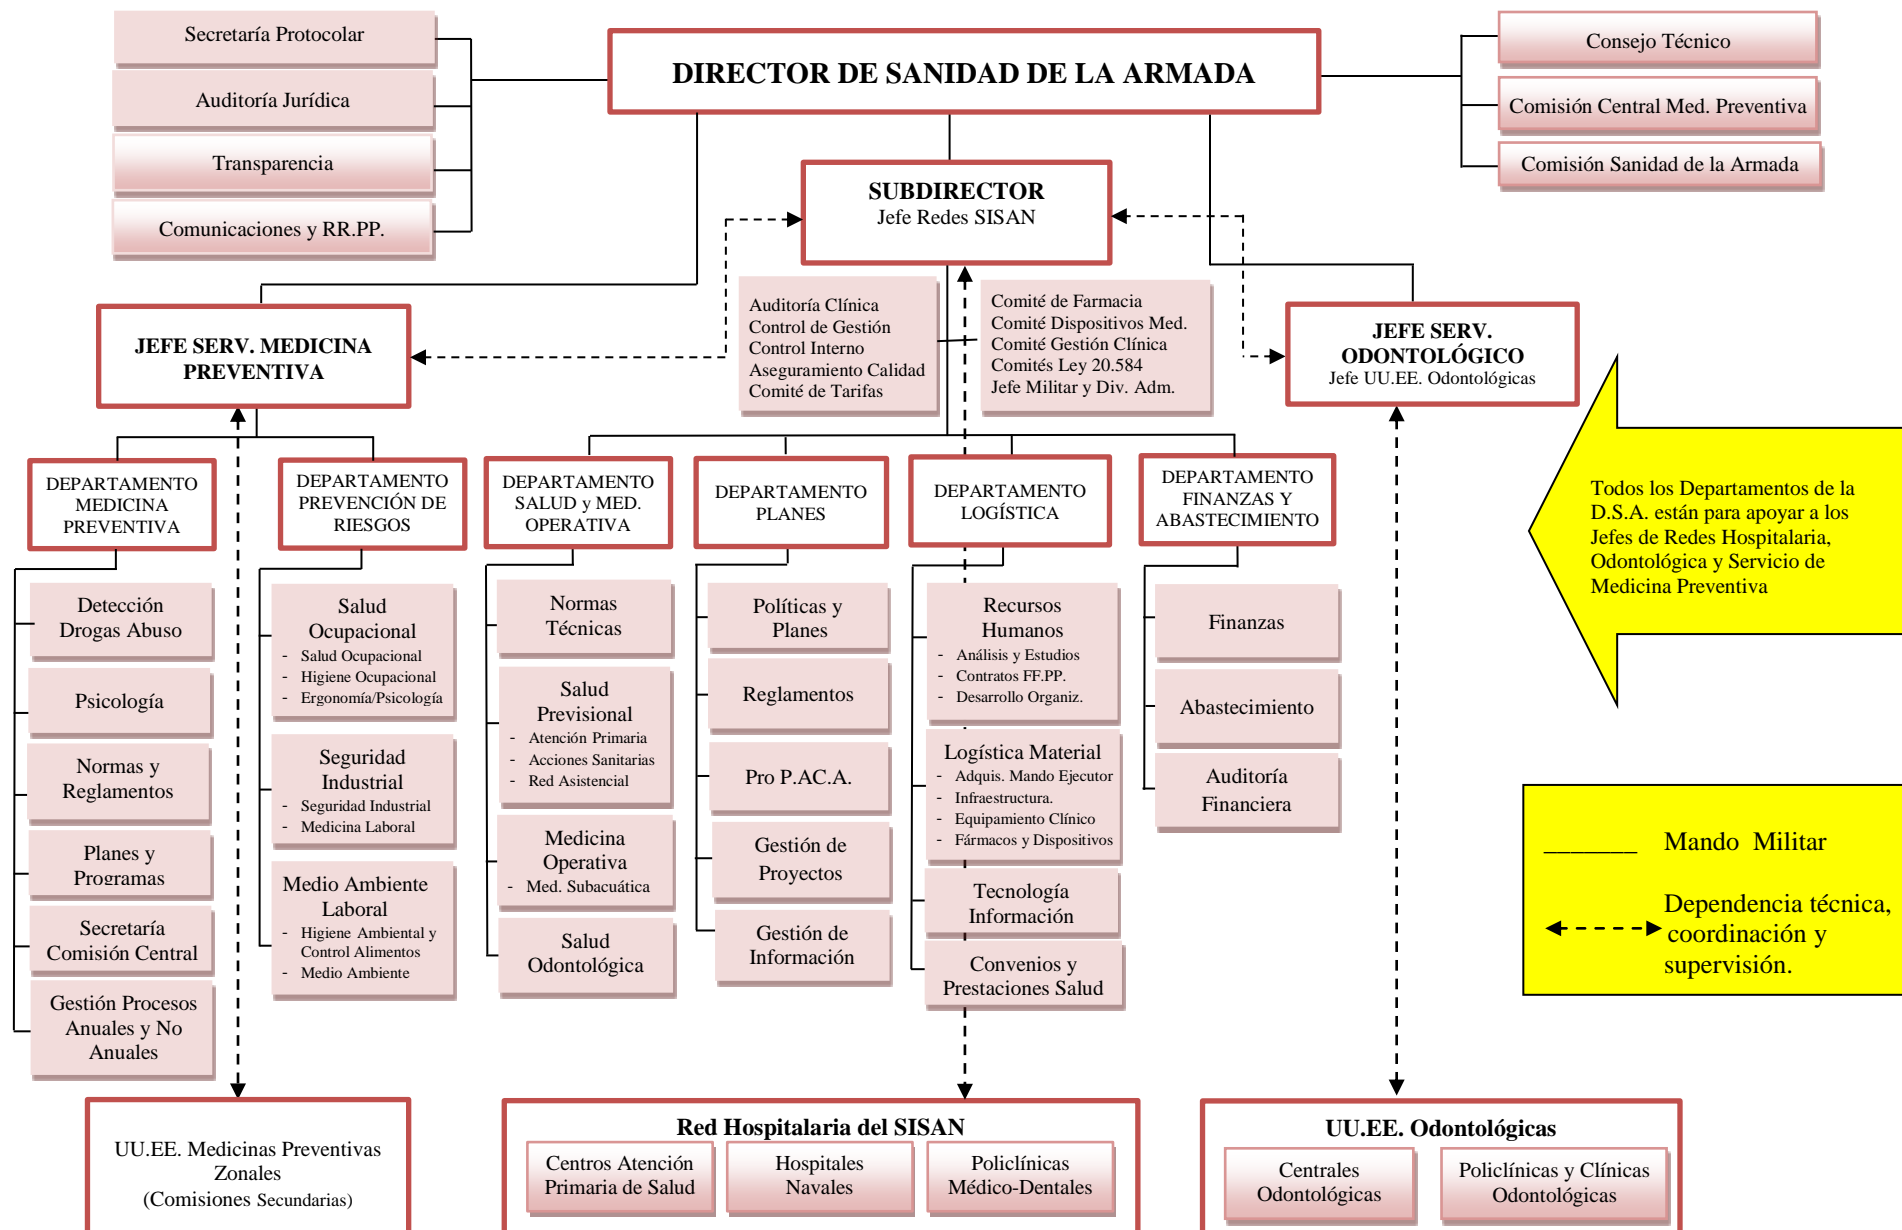 Secretaría Protocolar
Auditoría Jurídica
Transparencia
Comunicaciones y RR.PP.
DIRECTOR DE SANIDAD DE LA ARMADA
Consejo Técnico
Comisión Central Med. Preventiva
Comisión Sanidad de la Armada
SUBDIRECTOR
Jefe Redes SISAN
JEFE SERV. MEDICINA
PREVENTIVA
Auditoría Clínica
Control de Gestión
Control Interno
Aseguramiento Calidad
Comité de Tarifas
Comité de Farmacia
Comité Dispositivos Med.
Comité Gestión Clínica
Comités Ley 20.584
Jefe Militar y Div. Adm.
JEFE SERV.
ODONTOLÓGICO
Jefe UU.EE. Odontológicas
DEPARTAMENTO
MEDICINA
PREVENTIVA
DEPARTAMENTO
PREVENCIÓN DE
RIESGOS
DEPARTAMENTO
SALUD y MED.
OPERATIVA
DEPARTAMENTO
PLANES
DEPARTAMENTO
LOGÍSTICA
DEPARTAMENTO
FINANZAS Y
ABASTECIMIENTO
Todos los Departamentos de la
D.S.A. están para apoyar a los
Jefes de Redes Hospitalaria,
Odontológica y Servicio de
Medicina Preventiva
Detección
Drogas Abuso
Psicología
Normas y
Reglamentos
Planes y
Programas
Secretaría
Comisión Central
Gestión Procesos
Anuales y No
Anuales
Salud
Ocupacional
- Salud Ocupacional
- Higiene Ocupacional
- Ergonomía/Psicología
Seguridad
Industrial
- Seguridad Industrial
- Medicina Laboral
Medio Ambiente
Laboral
- Higiene Ambiental y
Control Alimentos
- Medio Ambiente
Normas
Técnicas
Salud
Previsional
- Atención Primaria
- Acciones Sanitarias
- Red Asistencial
Medicina
Operativa
- Med. Subacuática
Salud
Odontológica
Políticas y
Planes
Reglamentos
Pro P.AC.A.
Gestión de
Proyectos
Gestión de
Información
Recursos
Humanos
- Análisis y Estudios
- Contratos FF.PP.
- Desarrollo Organiz.
Logística Material
- Adquis. Mando Ejecutor
- Infraestructura.
- Equipamiento Clínico
- Fármacos y Dispositivos
Tecnología
Información
Convenios y
Prestaciones Salud
Finanzas
Abastecimiento
Auditoría
Financiera
_______ Mando Militar
Dependencia técnica,
coordinación y
supervisión.
UU.EE. Medicinas Preventivas
Zonales
(Comisiones Secundarias)
Red Hospitalaria del SISAN
Centros Atención
Primaria de Salud
Hospitales
Navales
Policlínicas
Médico-Dentales
UU.EE. Odontológicas
Centrales
Odontológicas
Policlínicas y Clínicas
Odontológicas